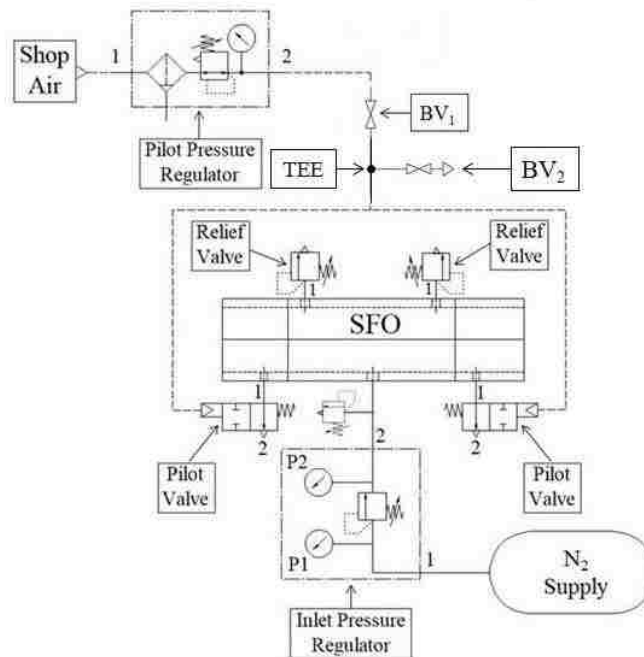 Shop
Air
1
2
Pilot Pressure
Regulator
BV₁
TEE
BV₂
Relief
Valve
Relief
Valve
1
1
SFO
1
1
2
2
2
Pilot
Valve
Pilot
Valve
P2
P1
1
N₂
Supply
Inlet Pressure
Regulator